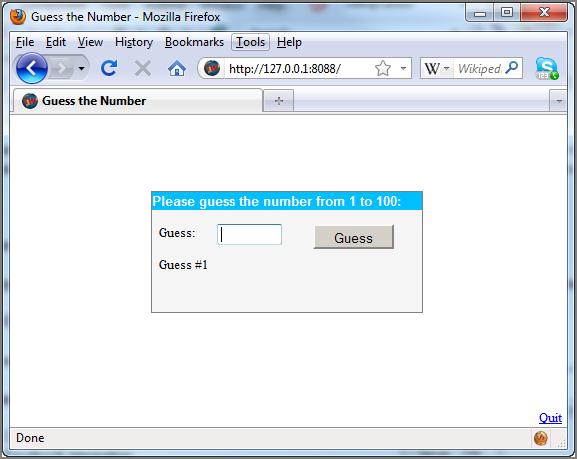 Guess the Number - Mozilla Firefox
File Edit View History Bookmarks Tools Help
http://127.0.0.1:8088/ W Wikiped
Guess the Number
Please guess the number from 1 to 100:
Guess: Guess
Guess #1
Quit
Done